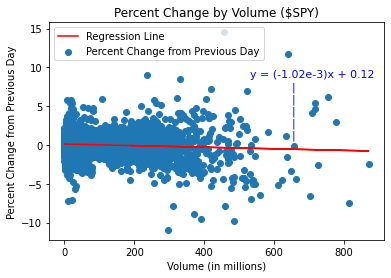 Percent Change by Volume ($SPY)
Regression Line
Percent Change from Previous Day
y = (-1.02e-3)x + 0.12
Percent Change from Previous Day
15
10
5
0
−5
−10
0
200
400
600
800
Volume (in millions)